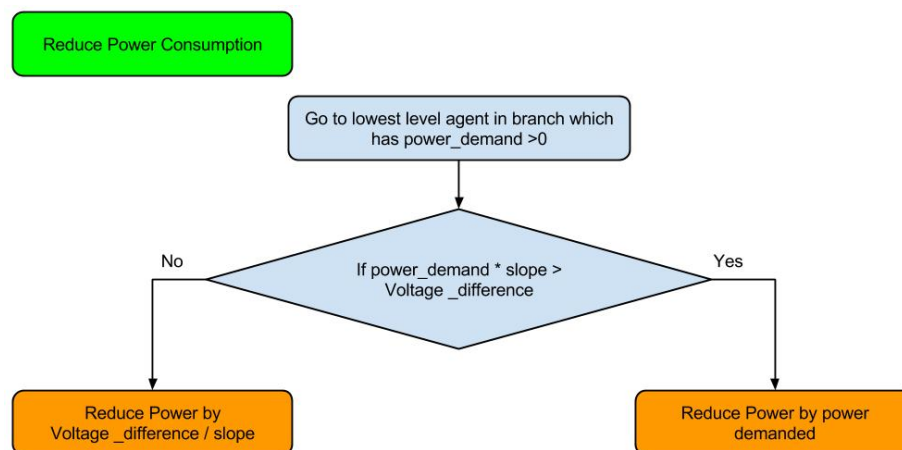 Reduce Power Consumption
Go to lowest level agent in branch which
has power_demand >0
No
If power_demand * slope >
Voltage _difference
Yes
Reduce Power by
Voltage _difference / slope
Reduce Power by power
demanded